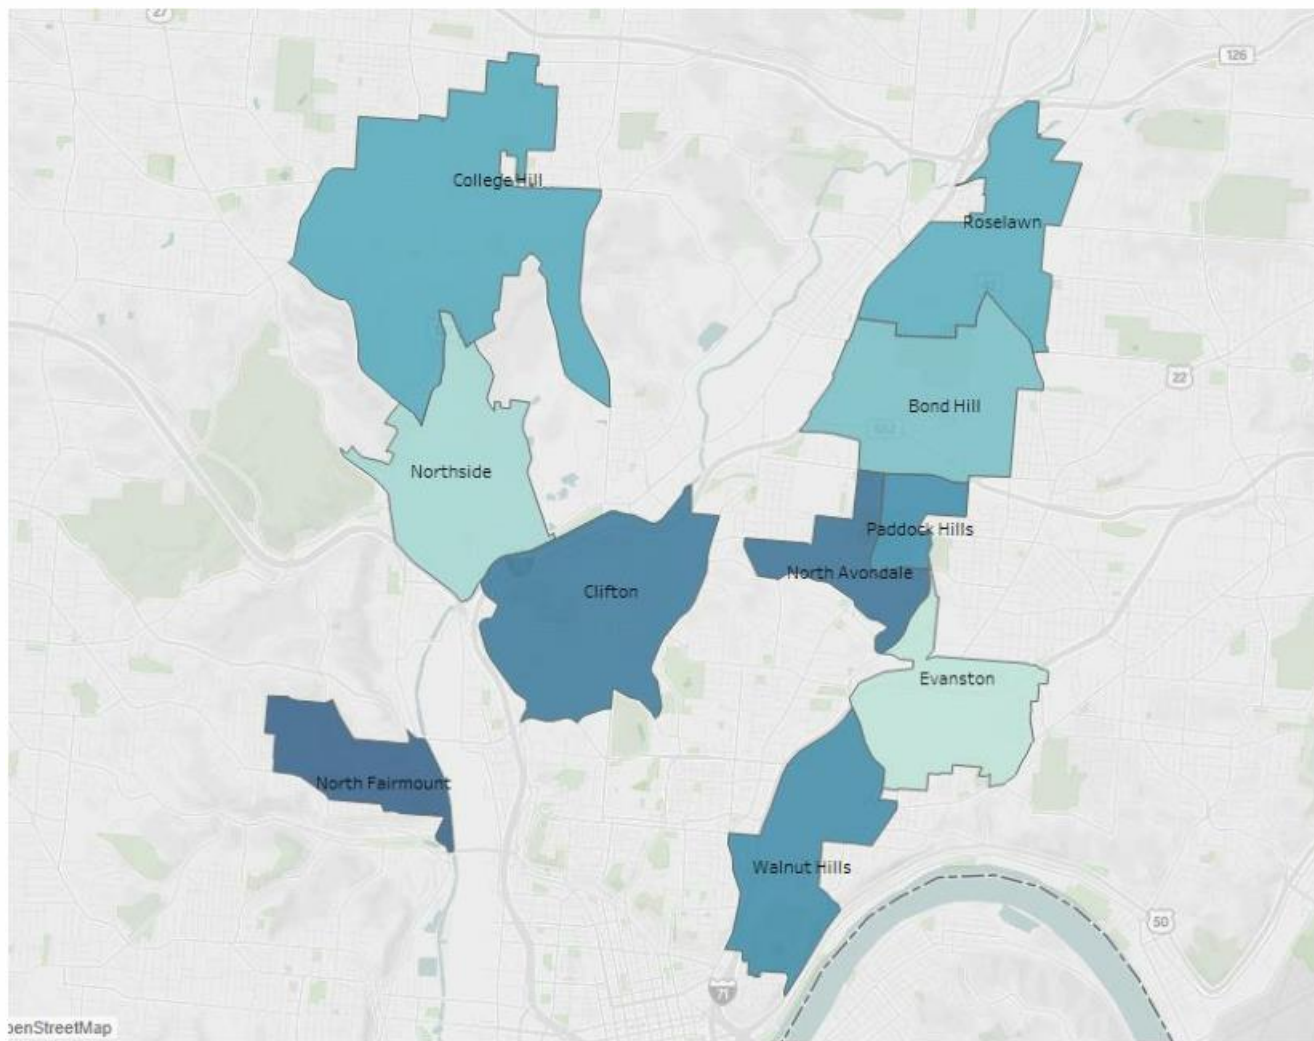 27
126
College Hill
Roselawn
22
Bond Hill
Northside
Paddock Hills
North Avondale
Clifton
Evanston
North Fairmount
Walnut Hills
50
71
penStreetMap